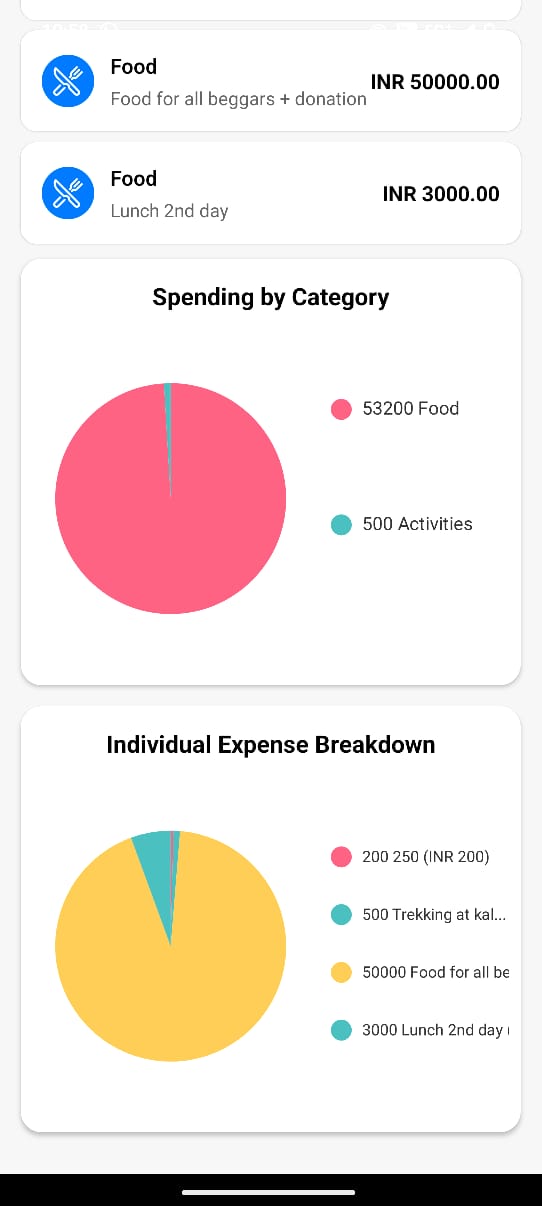 Food
Food for all beggars + donation
INR 50000.00
Food
Lunch 2nd day
INR 3000.00
Spending by Category
53200 Food
500 Activities
Individual Expense Breakdown
200 250 (INR 200)
500 Trekking at kal...
50000 Food for all be
3000 Lunch 2nd day